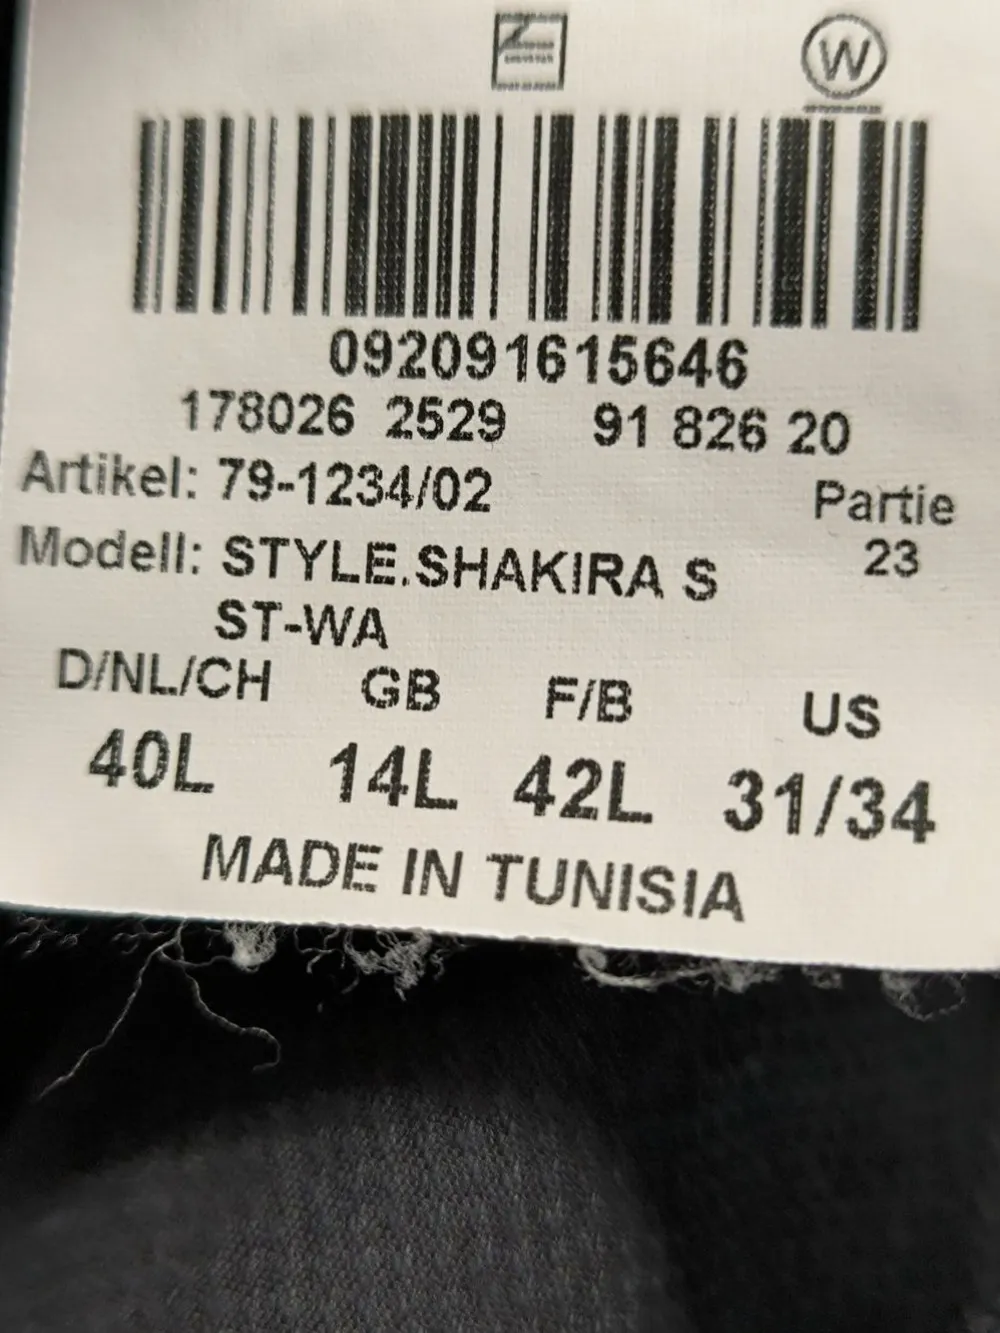 W
092091615646
178026 2529 91 826 20
Artikel: 79-1234/02 Partie
Modell: STYLE.SHAKIRA S 23
ST-WA
D/NL/CH GB F/B US
40L 14L 42L 31/34
MADE IN TUNISIA